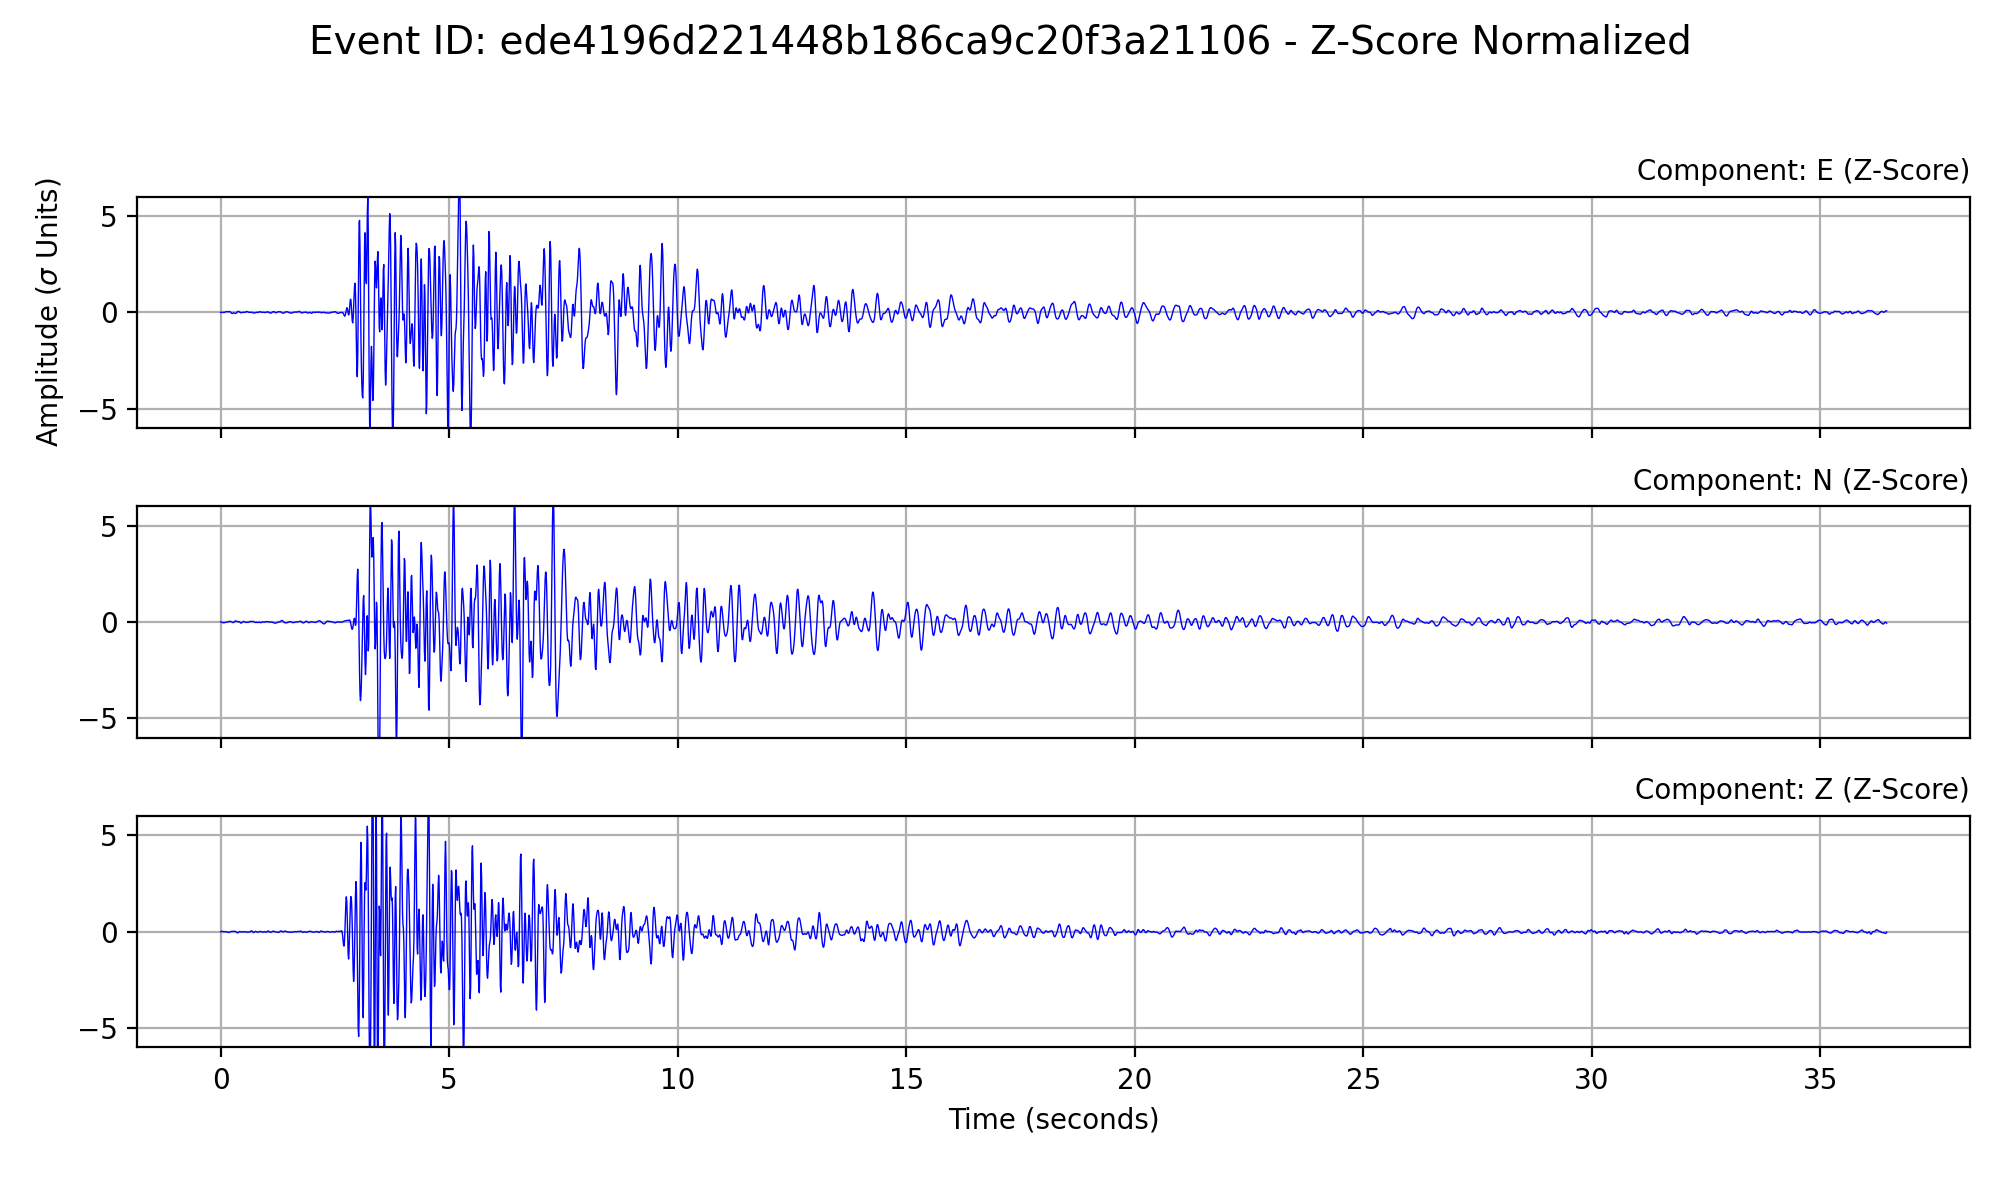 Event ID: ede4196d221448b186ca9c20f3a21106 - Z-Score Normalized
Component: E (Z-Score)
Amplitude (σ Units)
5
0
−5
Component: N (Z-Score)
5
0
−5
Component: Z (Z-Score)
5
0
−5
0 5 10 15 20 25 30 35
Time (seconds)